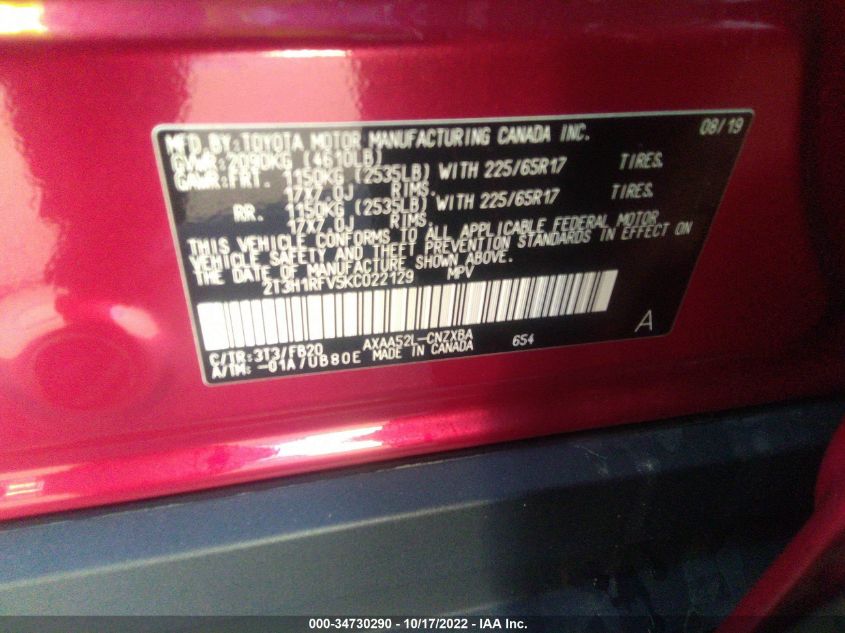 MFD.BY:TOYOTA MOTOR MANUFACTURING CANADA INC. 08/19
GVWR:2090KG (4610LB)
GAWR:FRT. 1150KG (2535LB) WITH 225/65R17 TIRES.
17X7.0J RIMS.
RR. 1150KG (2535LB) WITH 225/65R17 TIRES.
17X7.0J RIMS.
THIS VEHICLE CONFORMS TO ALL APPLICABLE FEDERAL MOTOR
VEHICLE SAFETY AND THEFT PREVENTION STANDARDS IN EFFECT ON
THE DATE OF MANUFACTURE SHOWN ABOVE.
2T3H1RFV5KC022129 MPV
A
C/TR:3T3/FB20 AXAA52L-CNZXBA 654
A/TM:-01A/UB80E MADE IN CANADA
000-34730290 - 10/17/2022 - IAA Inc.